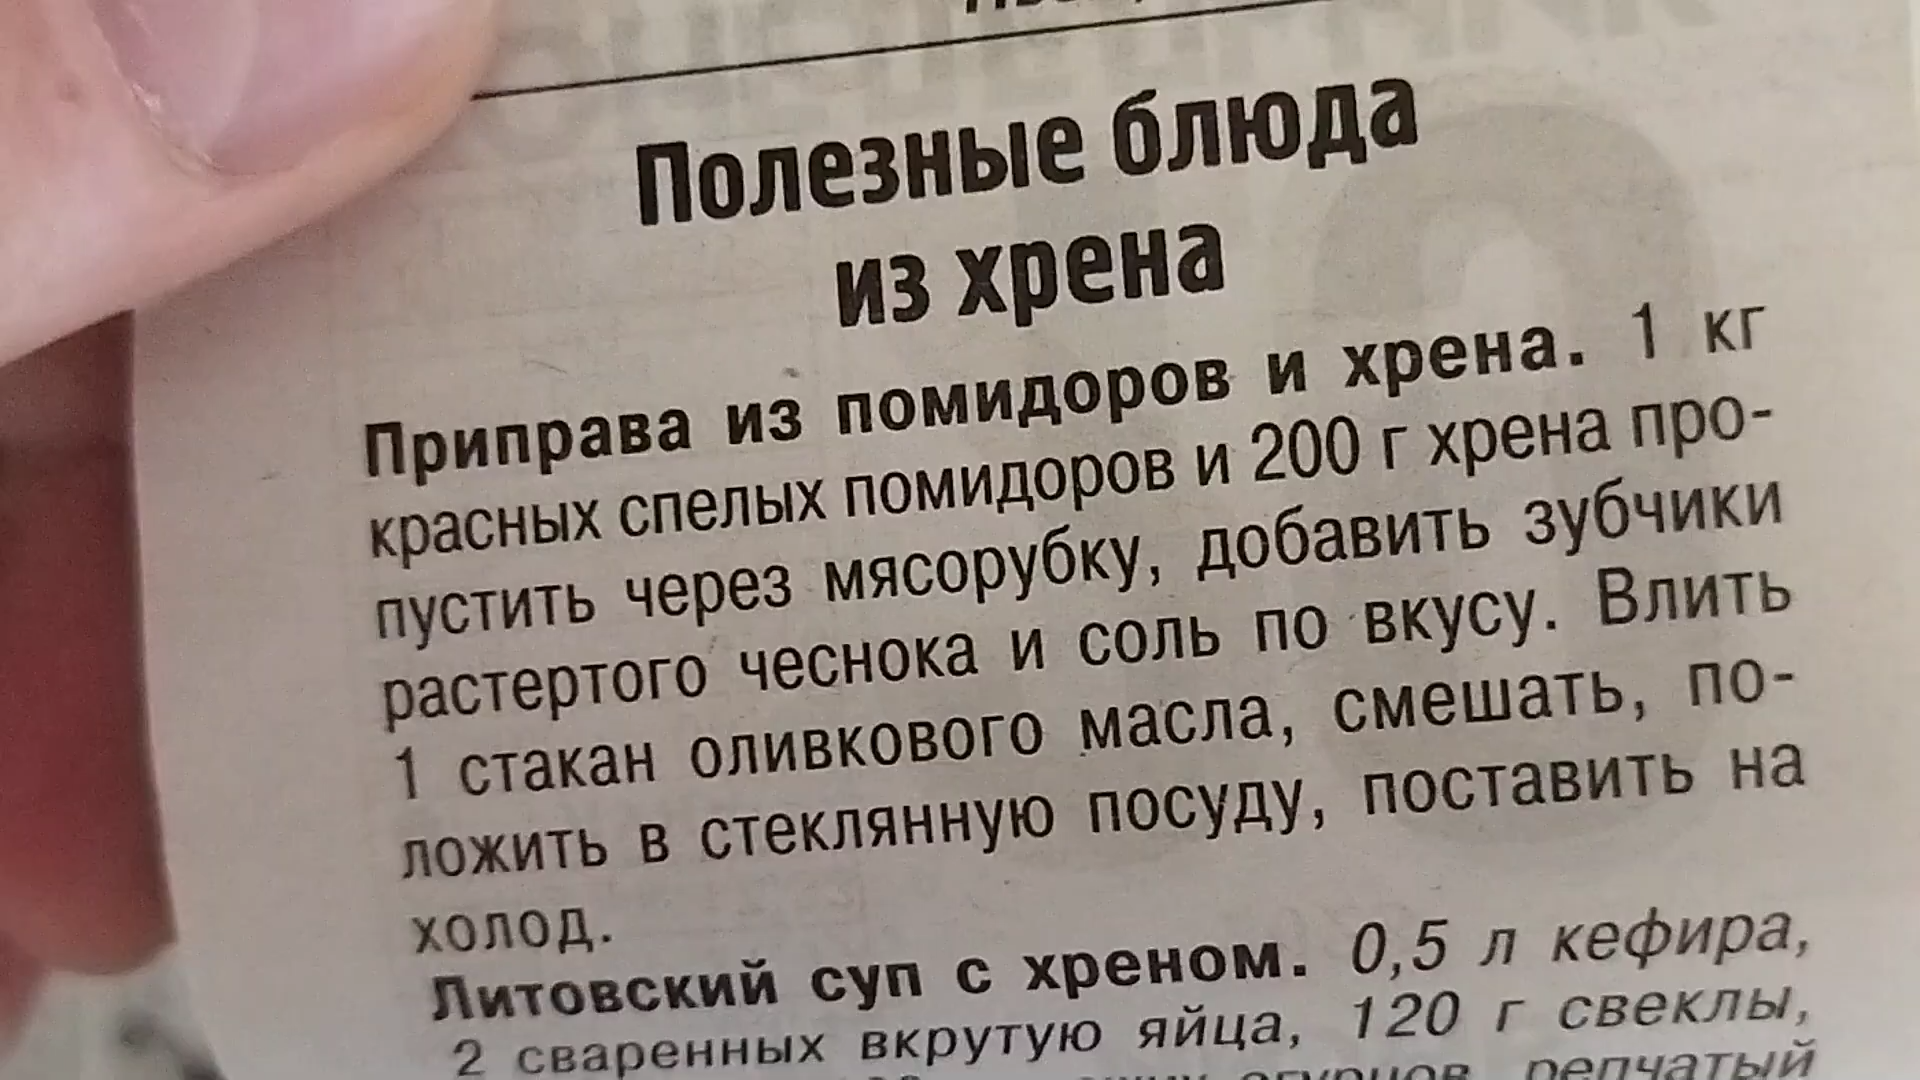 Полезные блюда
из хрена
Приправа из помидоров и хрена. 1 кг
красных спелых помидоров и 200 г хрена про-
пустить через мясорубку, добавить зубчики
растертого чеснока и соль по вкусу. Влить
1 стакан оливкового масла, смешать, по-
ложить в стеклянную посуду, поставить на
холод.
Литовский суп с хреном. 0,5 л кефира,
2 сваренных вкрутую яйца, 120 г свеклы,
огурцов, репчатый